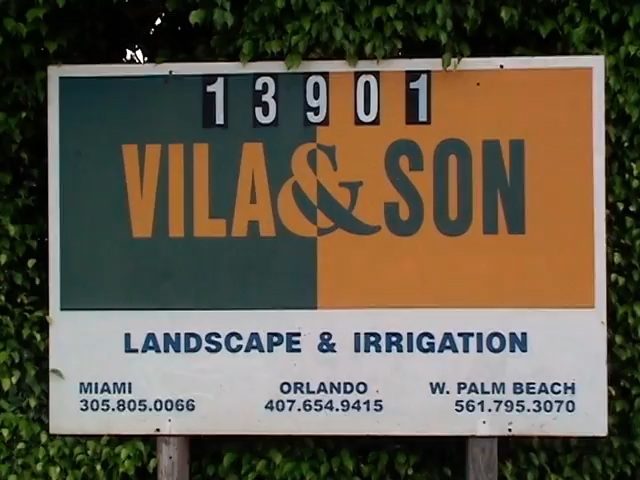 13901
VILA & SON
LANDSCAPE & IRRIGATION
MIAMI ORLANDO W. PALM BEACH
305.805.0066 407.654.9415 561.795.3070